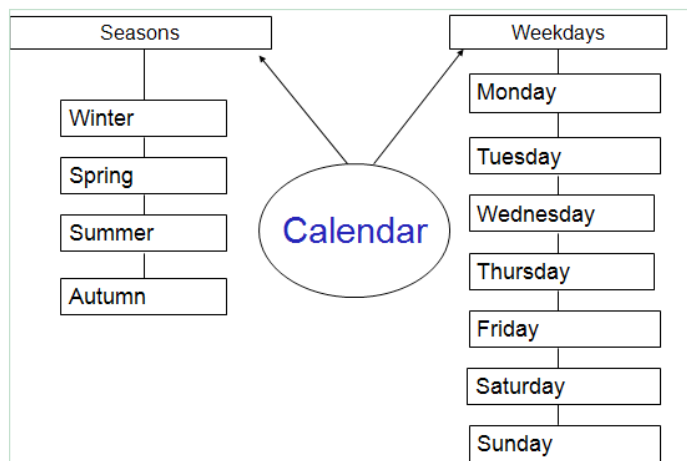 Seasons
Winter
Spring
Summer
Autumn
Calendar
Weekdays
Monday
Tuesday
Wednesday
Thursday
Friday
Saturday
Sunday